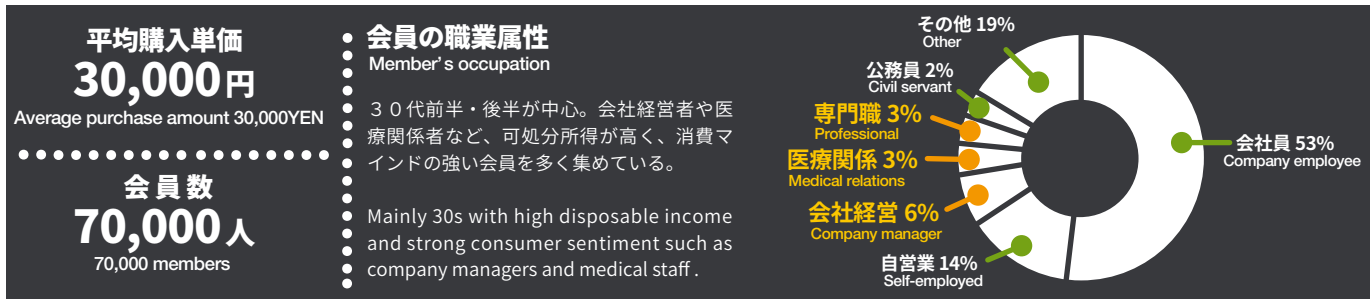 平均購入単価
30,000円
Average purchase amount 30,000YEN
会員数
70,000人
70,000 members
会員の職業属性
Member's occupation
３０代前半・後半が中心。会社経営者や医
療関係者など、可処分所得が高く、消費マ
インドの強い会員を多く集めている。
Mainly 30s with high disposable income
and strong consumer sentiment such as
company managers and medical staff .
その他 19%
Other
公務員 2%
Civil servant
専門職 3%
Professional
医療関係 3%
Medical relations
会社経営 6%
Company manager
自営業 14%
Self-employed
会社員 53%
Company employee